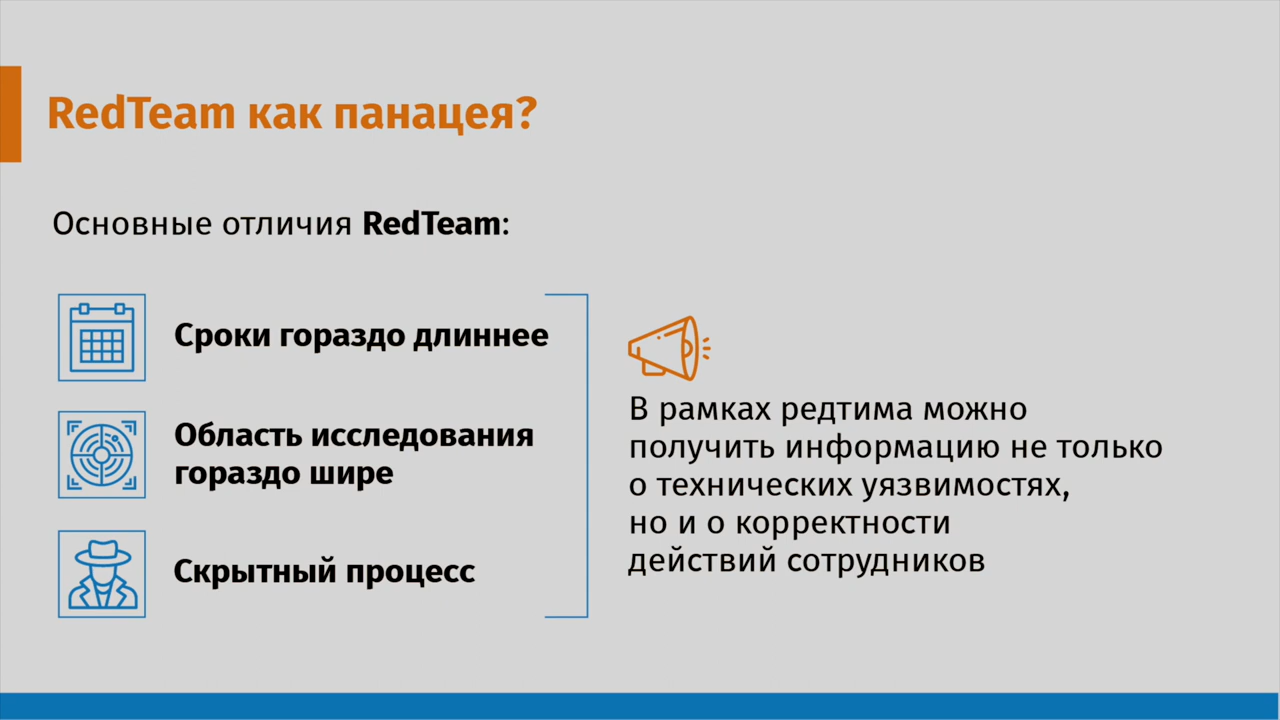 RedTeam как панацея?
Основные отличия RedTeam:
Сроки гораздо длиннее
Область исследования
гораздо шире
Скрытный процесс
В рамках редтима можно
получить информацию не только
о технических уязвимостях,
но и о корректности
действий сотрудников